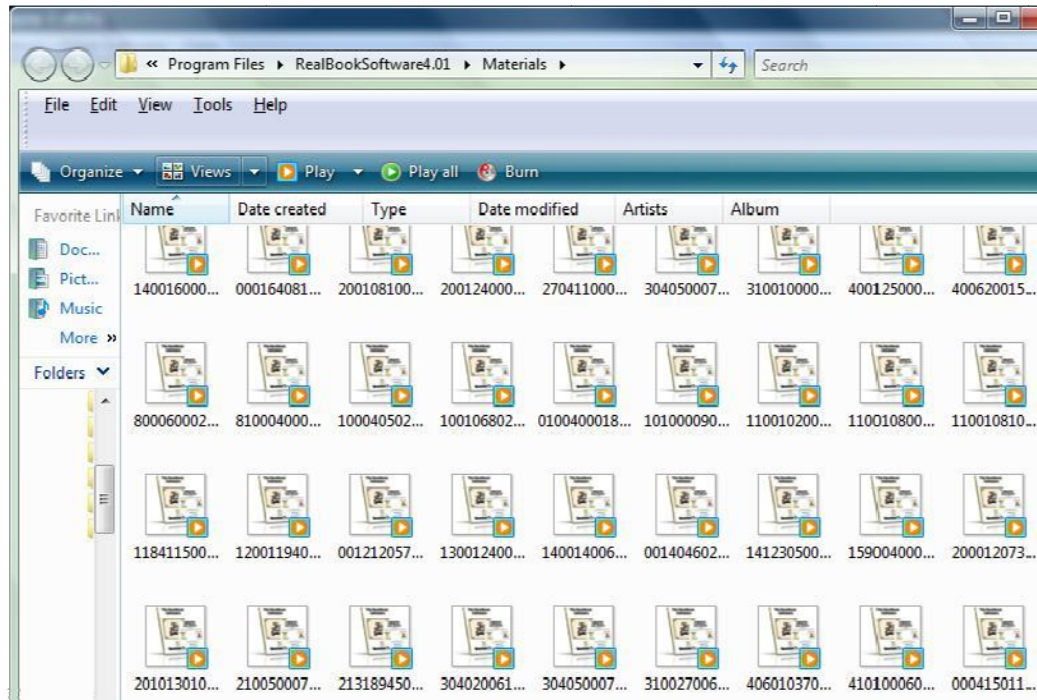 « Program Files ▸ RealBookSoftware4.01 ▸ Materials ▸ Search
File Edit View Tools Help
Organize Views Play Play all Burn
Favorite Link Name Date created Type Date modified Artists Album
Doc...
Pict...
Music
More »
Folders
140016000... 000164081... 200108100... 200124000... 270411000... 304050007... 310010000... 400125000... 400620015...
800060002... 810004000... 100040502... 100106802... 0100400018... 101000090... 110010200... 110010800... 110010810...
118411500... 120011940... 001212057... 130012400... 140014006... 001404602... 141230500... 159004000... 200012073...
201013010... 210050007... 213189450... 304020061... 304050007... 310027006... 406010370... 410100060... 000415011...